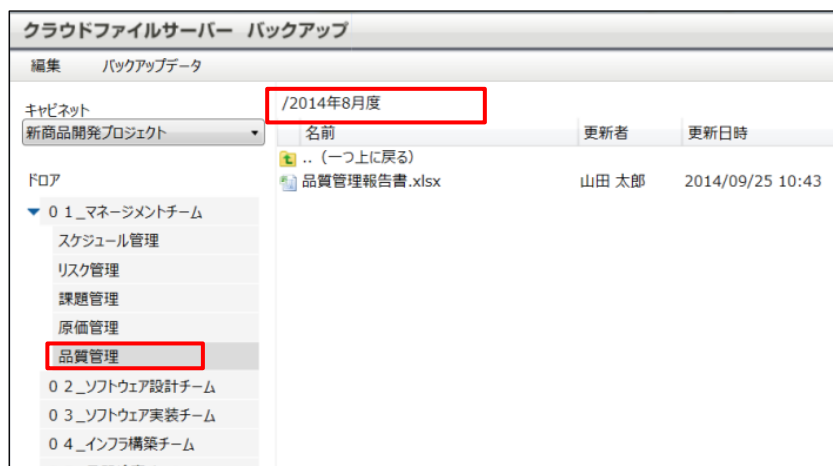 クラウドファイルサーバー バックアップ
編集 バックアップデータ
キャビネット
新商品開発プロジェクト
ドロア
０１_マネージメントチーム
スケジュール管理
リスク管理
課題管理
原価管理
品質管理
０２_ソフトウェア設計チーム
０３_ソフトウェア実装チーム
０４_インフラ構築チーム
/2014年8月度
名前 更新者 更新日時
.. (一つ上に戻る)
品質管理報告書.xlsx 山田 太郎 2014/09/25 10:43